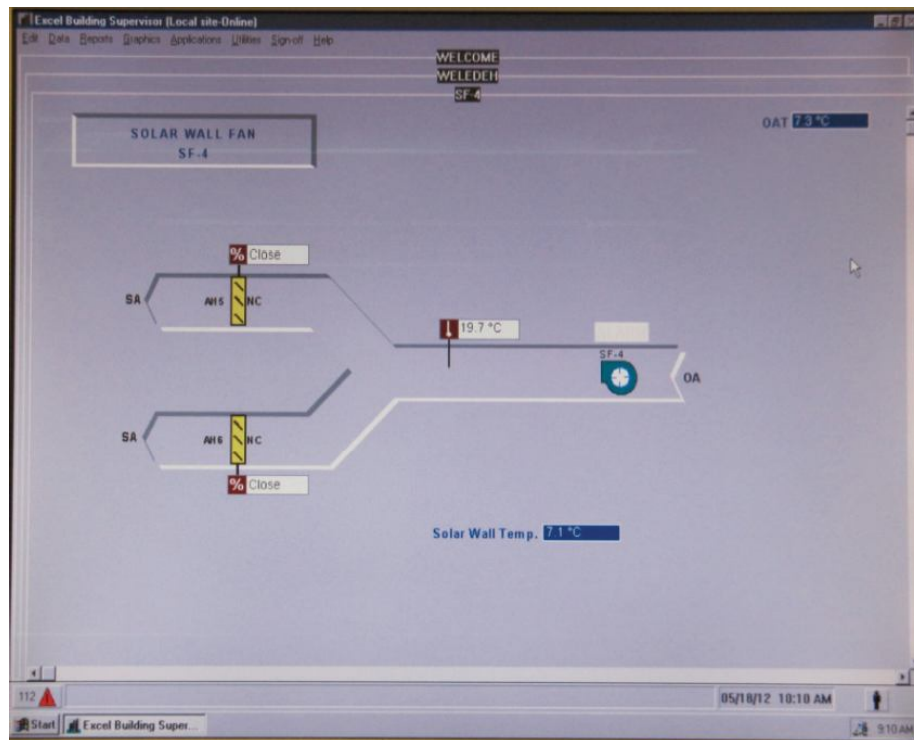 Excel Building Supervisor (Local site-Online)
Edit Data Reports Graphics Applications Utilities Sign-off Help
WELCOME
WELEDEH
SF-4
SOLAR WALL FAN
SF-4
OAT 7.3 °C
% Close
SA AH5 NC
19.7 °C
SF-4
OA
SA AH6 NC
% Close
Solar Wall Temp. 7.1 °C
112
05/18/12 10:10 AM
Start Excel Building Super...
9:10 AM